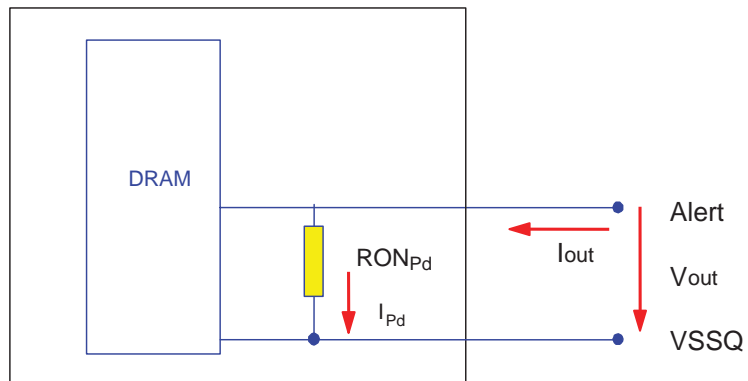 DRAM
Alert
RONPd
Iout
Vout
IPd
VSSQ